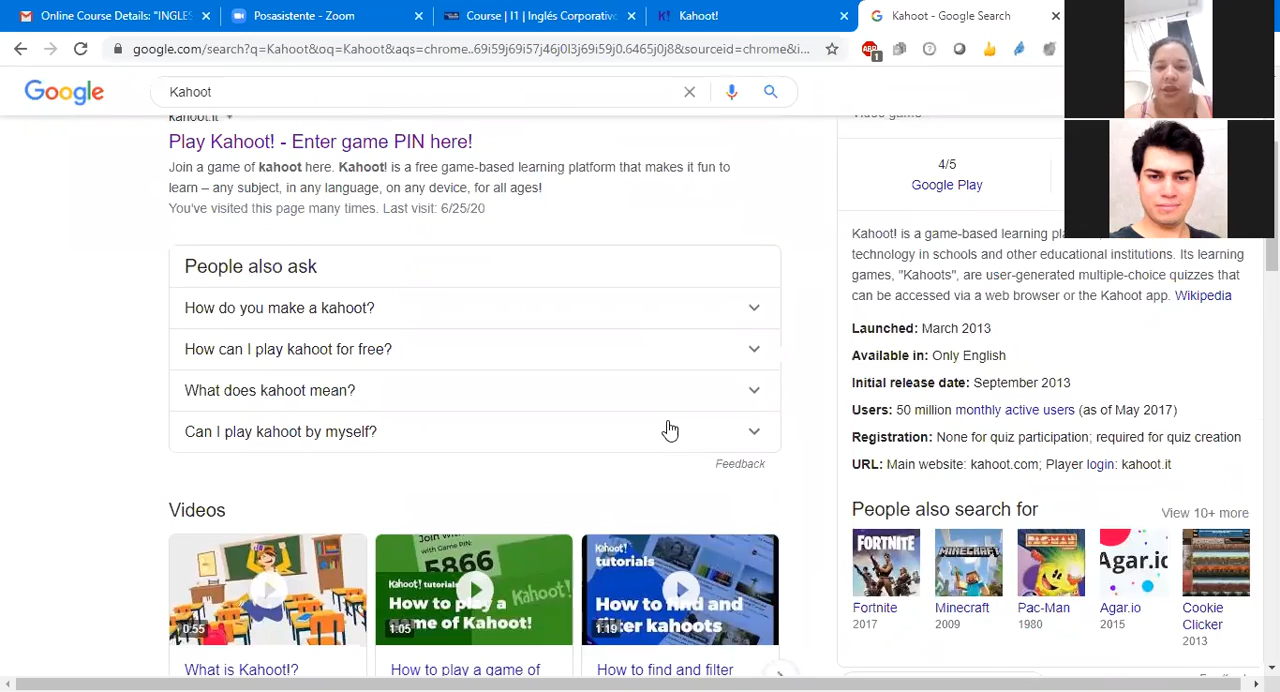 Online Course Details: "INGLES
Posasistente - Zoom
Course | I1 | Inglés Corporativo
Kahoot!
Kahoot - Google Search
google.com/search?q=Kahoot&oq=Kahoot&aqs=chrome..69i59j69i57j46j0l3j69i59j0.6465j0j8&sourceid=chrome&i...
ABP
1
Google
Kahoot
kahoot.it
Play Kahoot! - Enter game PIN here!
Join a game of kahoot here. Kahoot! is a free game-based learning platform that makes it fun to
learn – any subject, in any language, on any device, for all ages!
You've visited this page many times. Last visit: 6/25/20
People also ask
How do you make a kahoot?
How can I play kahoot for free?
What does kahoot mean?
Can I play kahoot by myself?
Feedback
Videos
0:55
What is Kahoot!?
with Game PIN:
5866
Kahoot!
Kahoot! tutorials
How to play a
game of Kahoot!
1:05
How to play a game of
Kahoot!
tutorials
How to find and
filter kahoots
1:19
How to find and filter
Video game
4/5
Google Play
Kahoot! is a game-based learning
technology in schools and other educational institutions. Its learning
games, "Kahoots", are user-generated multiple-choice quizzes that
can be accessed via a web browser or the Kahoot app. Wikipedia
Launched: March 2013
Available in: Only English
Initial release date: September 2013
Users: 50 million monthly active users (as of May 2017)
Registration: None for quiz participation; required for quiz creation
URL: Main website: kahoot.com; Player login: kahoot.it
People also search for
View 10+ more
FORTNITE
Fortnite
2017
MINECRAFT
Minecraft
2009
PAC-MAN
Pac-Man
1980
Agar.io
Agar.io
2015
Cookie
Clicker
2013